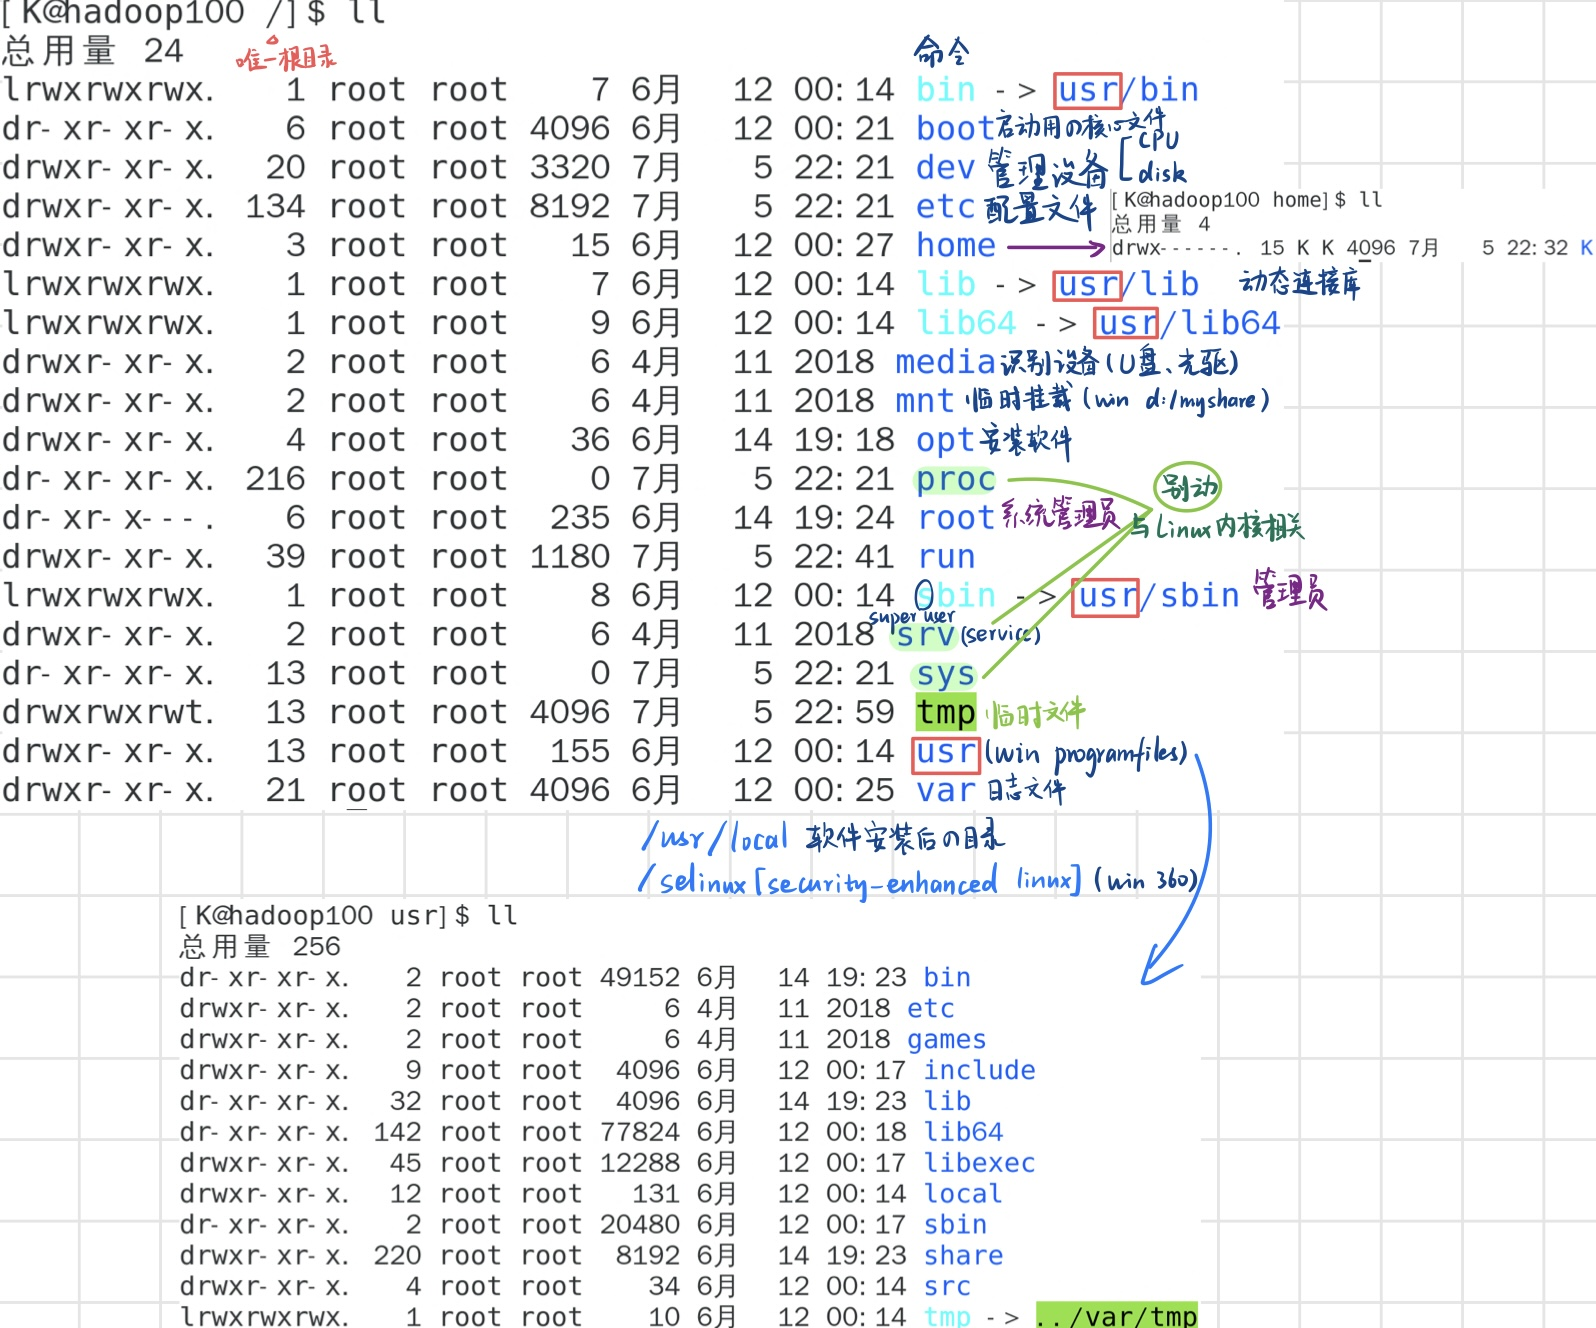 [K@hadoop100 /]$ ll
总用量 24 唯一根目录 命令
lrwxrwxrwx. 1 root root 7 6月 12 00:14 bin -> usr/bin
dr-xr-xr-x. 6 root root 4096 6月 12 00:21 boot 启动用の核心文件
drwxr-xr-x. 20 root root 3320 7月 5 22:21 dev 管理设备 [CPU
disk
drwxr-xr-x. 134 root root 8192 7月 5 22:21 etc 配置文件
drwxr-xr-x. 3 root root 15 6月 12 00:27 home
[K@hadoop100 home]$ ll
总用量 4
drwx------. 15 K K 4096 7月 5 22:32 K
lrwxrwxrwx. 1 root root 7 6月 12 00:14 lib -> usr/lib 动态连接库
lrwxrwxrwx. 1 root root 9 6月 12 00:14 lib64 -> usr/lib64
drwxr-xr-x. 2 root root 6 4月 11 2018 media 识别设备(U盘、光驱)
drwxr-xr-x. 2 root root 6 4月 11 2018 mnt 临时挂载(win d:/myshare)
drwxr-xr-x. 4 root root 36 6月 14 19:18 opt 安装软件
dr-xr-xr-x. 216 root root 0 7月 5 22:21 proc 别动
dr-xr-x---. 6 root root 235 6月 14 19:24 root 系统管理员 与Linux内核相关
drwxr-xr-x. 39 root root 1180 7月 5 22:41 run
lrwxrwxrwx. 1 root root 8 6月 12 00:14 sbin -> usr/sbin 管理员
super user
drwxr-xr-x. 2 root root 6 4月 11 2018 srv (service)
dr-xr-xr-x. 13 root root 0 7月 5 22:21 sys
drwxrwxrwt. 13 root root 4096 7月 5 22:59 tmp 临时文件
drwxr-xr-x. 13 root root 155 6月 12 00:14 usr (win programfiles)
drwxr-xr-x. 21 root root 4096 6月 12 00:25 var 日志文件
/usr/local 软件安装后の目录
/selinux [security-enhanced linux] (win 360)
[K@hadoop100 usr]$ ll
总用量 256
dr-xr-xr-x. 2 root root 49152 6月 14 19:23 bin
drwxr-xr-x. 2 root root 6 4月 11 2018 etc
drwxr-xr-x. 2 root root 6 4月 11 2018 games
drwxr-xr-x. 9 root root 4096 6月 12 00:17 include
dr-xr-xr-x. 32 root root 4096 6月 14 19:23 lib
dr-xr-xr-x. 142 root root 77824 6月 12 00:18 lib64
drwxr-xr-x. 45 root root 12288 6月 12 00:17 libexec
drwxr-xr-x. 12 root root 131 6月 12 00:14 local
dr-xr-xr-x. 2 root root 20480 6月 12 00:17 sbin
drwxr-xr-x. 220 root root 8192 6月 14 19:23 share
drwxr-xr-x. 4 root root 34 6月 12 00:14 src
lrwxrwxrwx. 1 root root 10 6月 12 00:14 tmp -> ../var/tmp